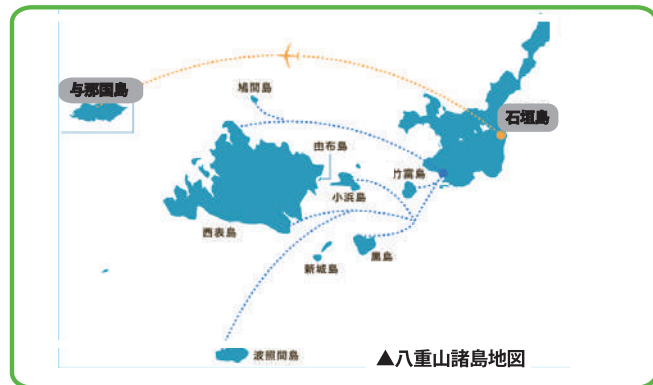 与那国島
鳩間島
石垣島
由布島
竹富島
小浜島
西表島
黒島
新城島
波照間島
▲八重山諸島地図